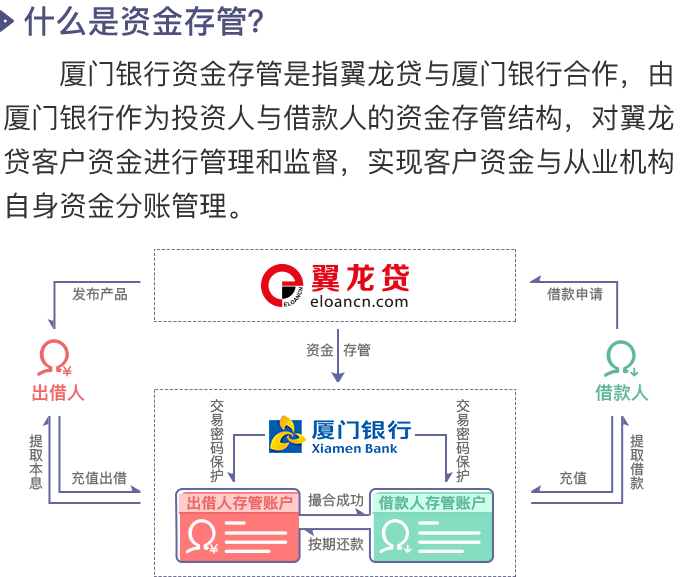 什么是资金存管?
厦门银行资金存管是指翼龙贷与厦门银行合作，由
厦门银行作为投资人与借款人的资金存管结构，对翼龙
贷客户资金进行管理和监督，实现客户资金与从业机构
自身资金分账管理。
翼龙贷
eloancn.com
ELOANCN
发布产品
借款申请
资金 存管
出借人
借款人
交易密码保护
厦门银行
Xiamen Bank
交易密码保护
提取本息
充值出借
出借人存管账户
撮合成功
按期还款
借款人存管账户
充值
提取借款